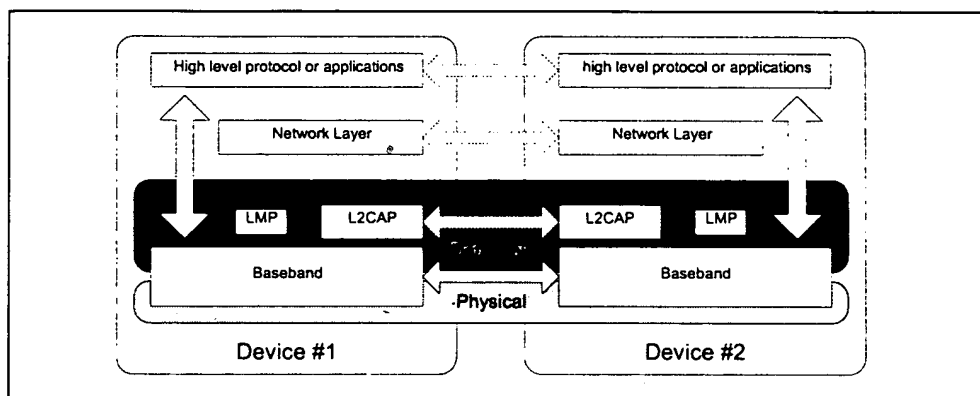 High level protocol or applications
high level protocol or applications
Network Layer
Network Layer
LMP
L2CAP
L2CAP
LMP
Baseband
Baseband
Physical
Device #1
Device #2